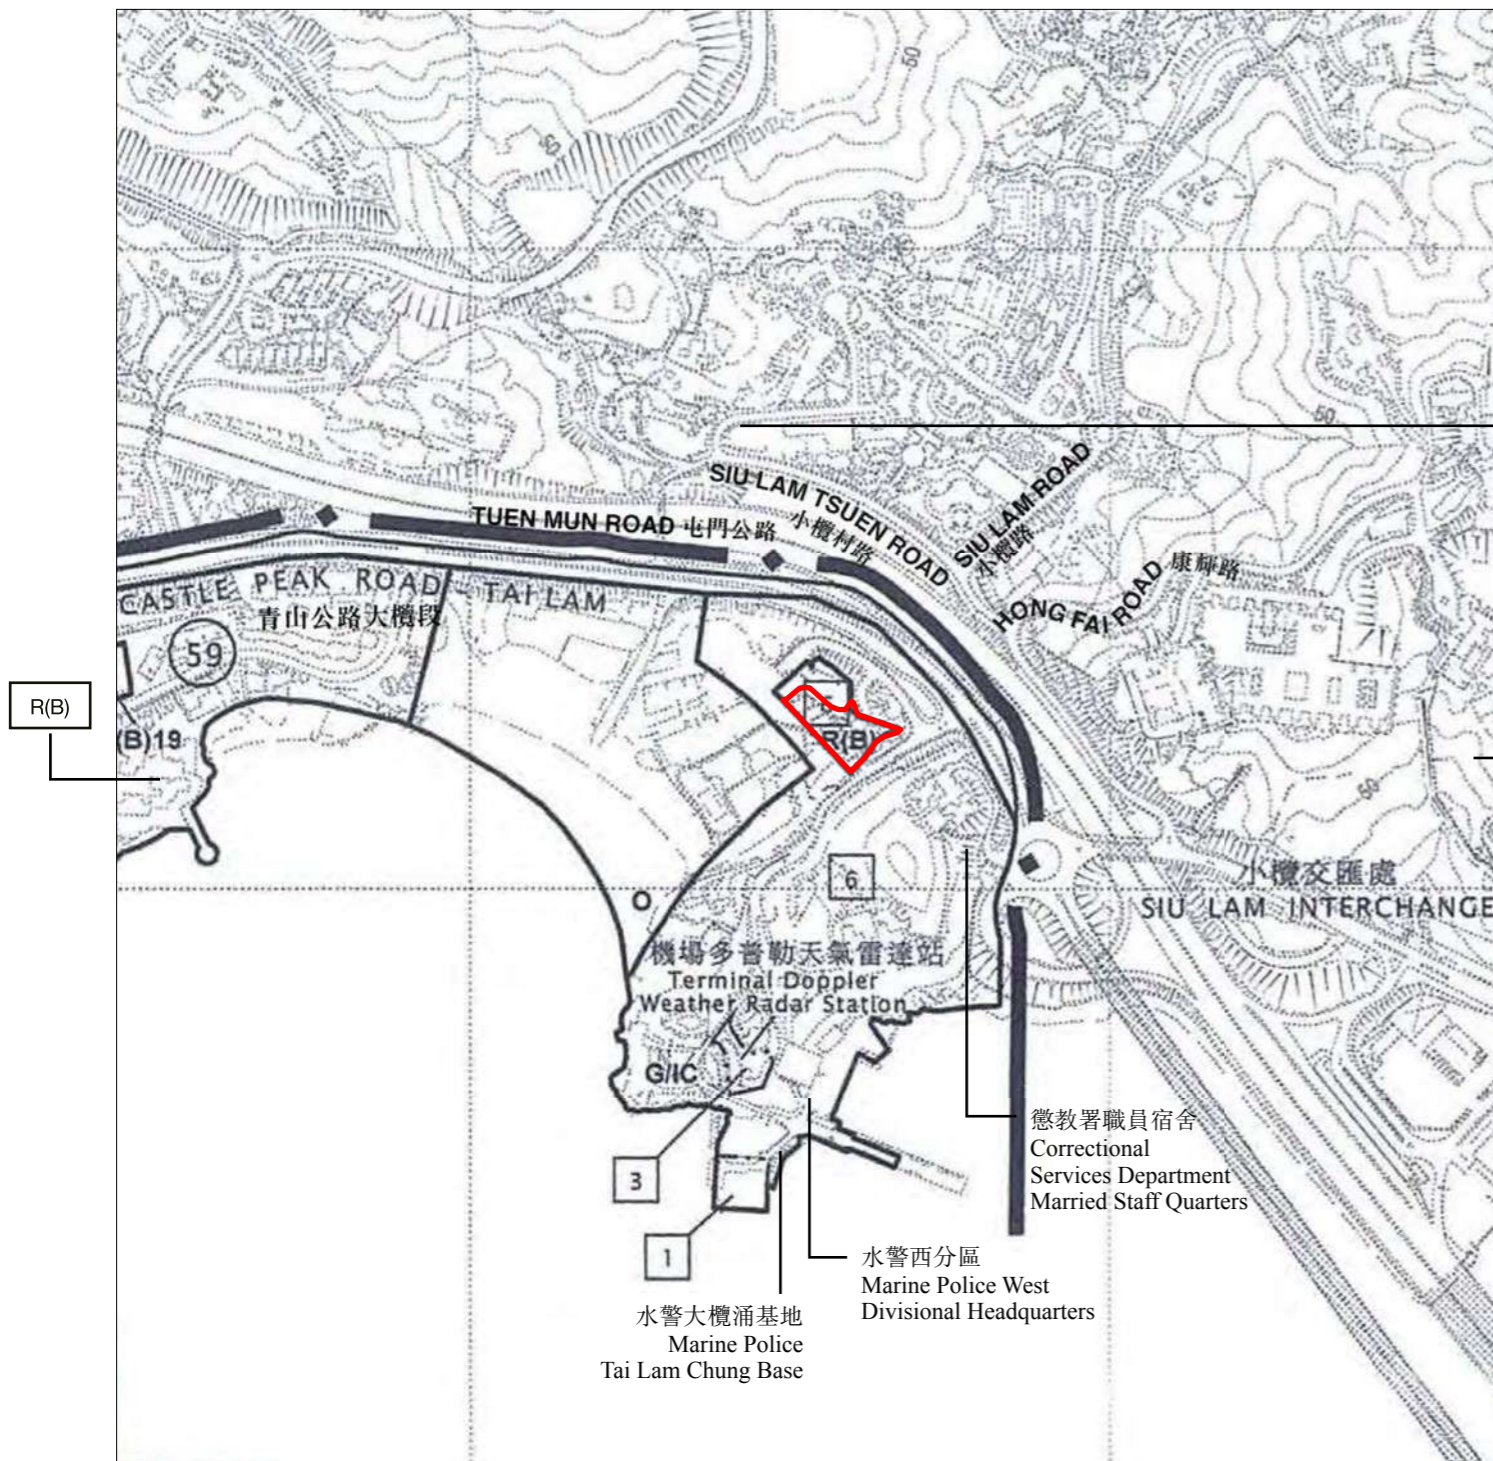 50
50
50
SIU LAM TSUEN ROAD
小欖村路
SIU LAM ROAD
小欖路
TUEN MUN ROAD 屯門公路
HONG FAI ROAD 康輝路
CASTLE PEAK ROAD - TAI LAM
青山公路大欖段
59
R(B)
(B)19
R(B)
50
6
小欖交匯處
SIU LAM INTERCHANGE
O
機場多普勒天氣雷達站
Terminal Doppler
Weather Radar Station
G/IC
3
1
懲教署職員宿舍
Correctional
Services Department
Married Staff Quarters
水警西分區
Marine Police West
Divisional Headquarters
水警大欖涌基地
Marine Police
Tai Lam Chung Base